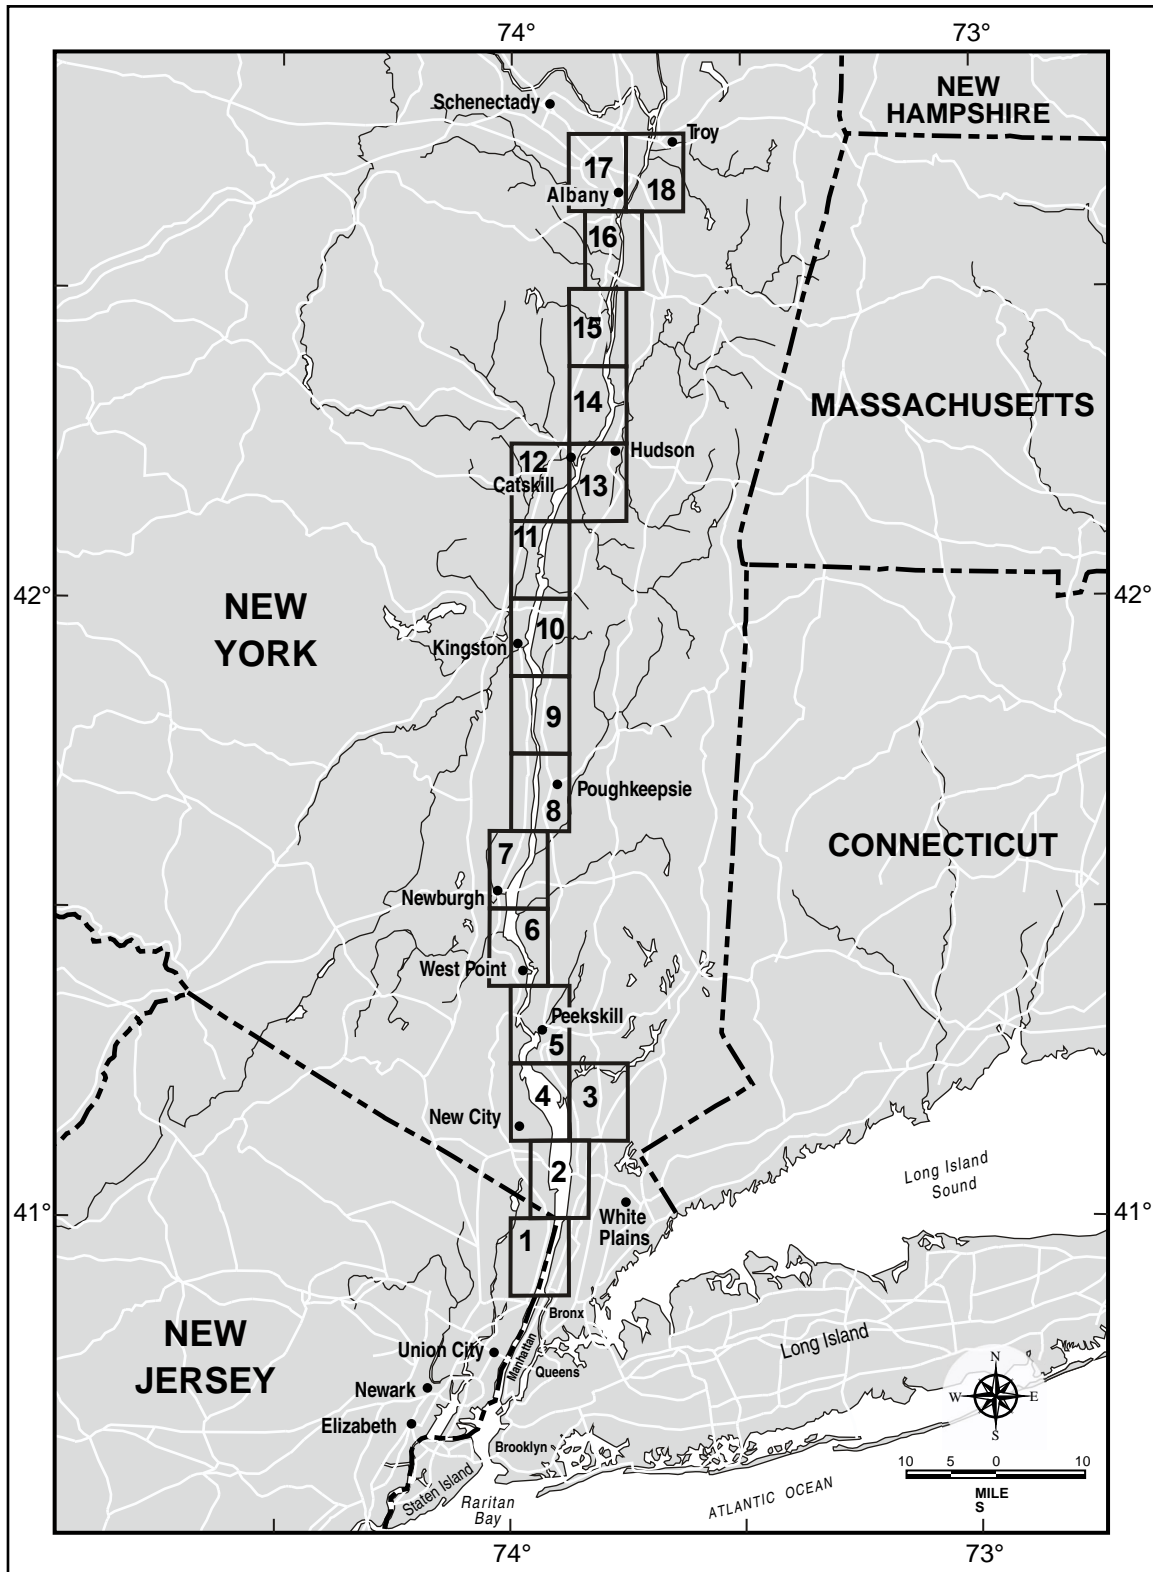 74°
73°
NEW
HAMPSHIRE
Schenectady
Troy
17
18
Albany
16
15
14
MASSACHUSETTS
12
Hudson
Catskill
13
11
42°
42°
NEW
YORK
10
Kingston
9
Poughkeepsie
8
CONNECTICUT
7
Newburgh
6
West Point
Peekskill
5
4
3
New City
2
Long Island
Sound
41°
41°
White
Plains
1
Bronx
NEW
JERSEY
Union City
Manhattan
Queens
Long Island
Newark
Elizabeth
Brooklyn
Staten Island
Raritan
Bay
ATLANTIC OCEAN
N
W
E
S
10
5
0
10
MILE
S
74°
73°